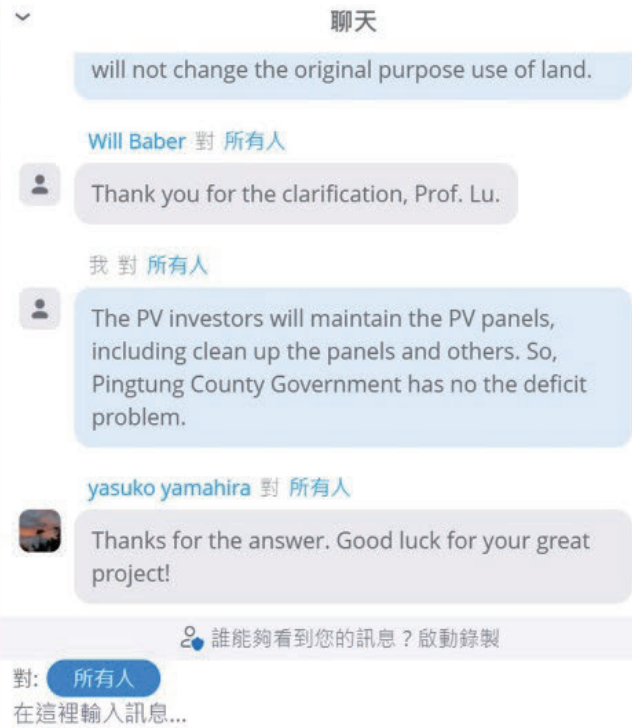 聊天
will not change the original purpose use of land.
Will Baber 對 所有人
Thank you for the clarification, Prof. Lu.
我 對 所有人
The PV investors will maintain the PV panels,
including clean up the panels and others. So,
Pingtung County Government has no the deficit
problem.
yasuko yamahira 對 所有人
Thanks for the answer. Good luck for your great
project!
誰能夠看到您的訊息？啟動錄製
對: 所有人
在這裡輸入訊息...